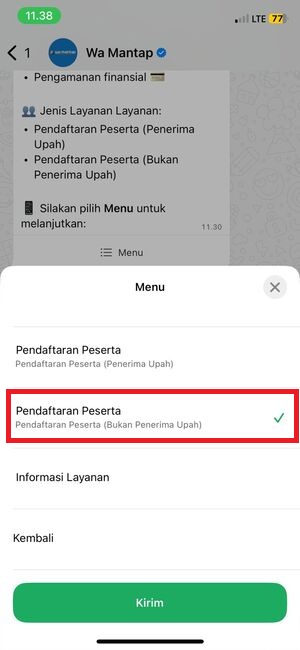 11.38
LTE 77
1
WA MANTAP
Wa Mantap
• Pengamanan finansial
Jenis Layanan Layanan:
• Pendaftaran Peserta (Penerima
Upah)
• Pendaftaran Peserta (Bukan
Penerima Upah)
Silakan pilih Menu untuk
melanjutkan:
11.30
Menu
Menu
Pendaftaran Peserta
Pendaftaran Peserta (Penerima Upah)
Pendaftaran Peserta
Pendaftaran Peserta (Bukan Penerima Upah)
Informasi Layanan
Kembali
Kirim